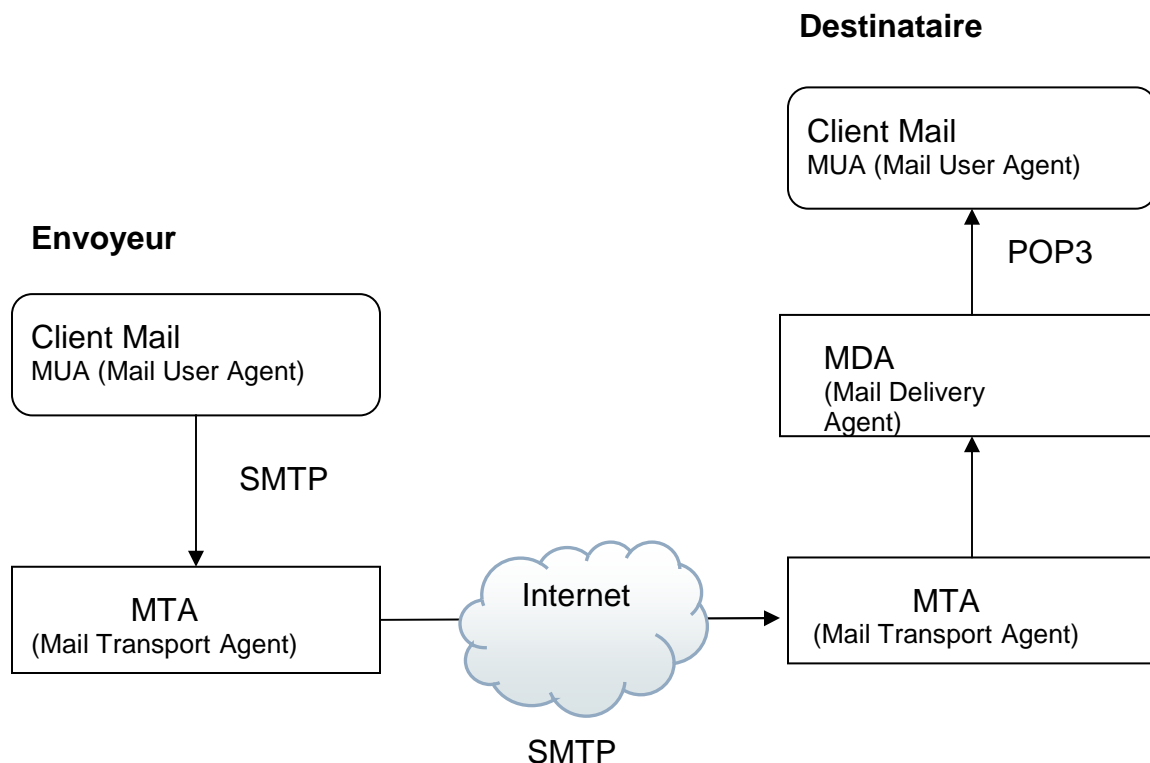 Destinataire
Client Mail
MUA (Mail User Agent)
POP3
MDA
(Mail Delivery
Agent)
MTA
(Mail Transport Agent)
Envoyeur
Client Mail
MUA (Mail User Agent)
SMTP
MTA
(Mail Transport Agent)
Internet
SMTP